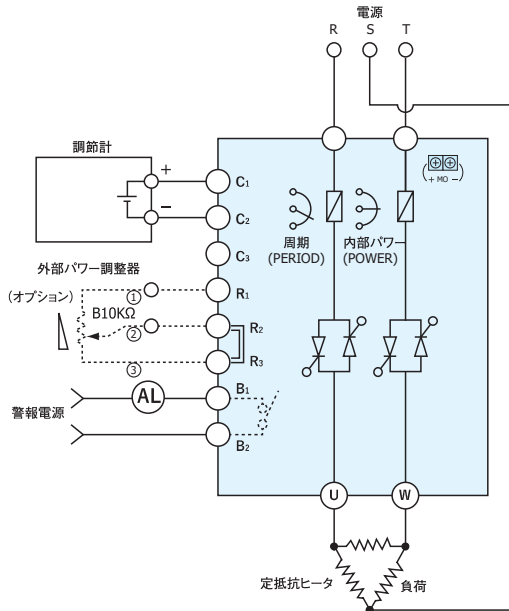 電源
R S T
調節計
+
−
C1
C2
C3
R1
R2
R3
B1
B2
(+ MO −)
周期
(PERIOD)
内部パワー
(POWER)
外部パワー調整器
(オプション)
B10KΩ
①
②
③
AL
警報電源
U
W
定抵抗ヒータ
負荷